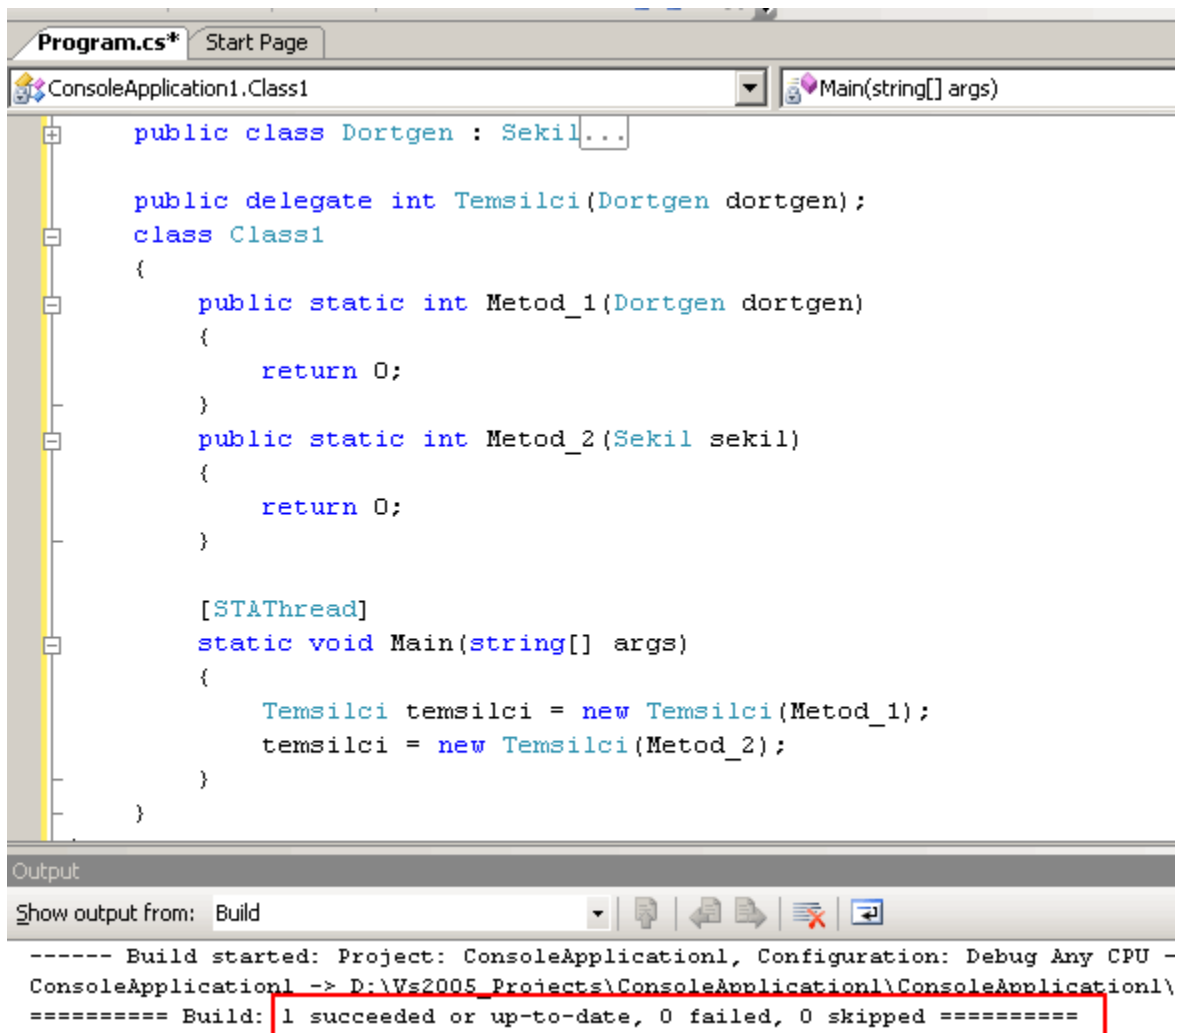 Program.cs* Start Page
ConsoleApplication1.Class1 Main(string[] args)
public class Dortgen : Sekil...
public delegate int Temsilci(Dortgen dortgen);
class Class1
{
public static int Metod_1(Dortgen dortgen)
{
return 0;
}
public static int Metod_2(Sekil sekil)
{
return 0;
}
[STAThread]
static void Main(string[] args)
{
Temsilci temsilci = new Temsilci(Metod_1);
temsilci = new Temsilci(Metod_2);
}
}
Output
Show output from: Build
------ Build started: Project: ConsoleApplication1, Configuration: Debug Any CPU -
ConsoleApplication1 -> D:\Vs2005_Projects\ConsoleApplication1\ConsoleApplication1\
========== Build: 1 succeeded or up-to-date, 0 failed, 0 skipped ==========